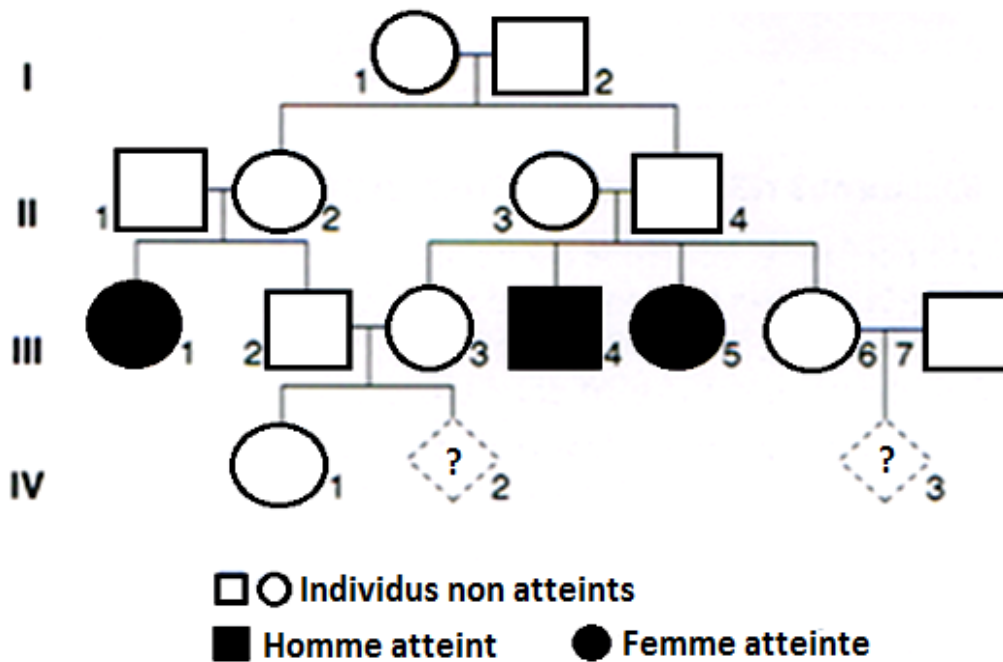 I
1 2
II
1 2 3 4
III
1 2 3 4 5 6 7
IV
1 ? 2 ? 3
Individus non atteints
Homme atteint Femme atteinte